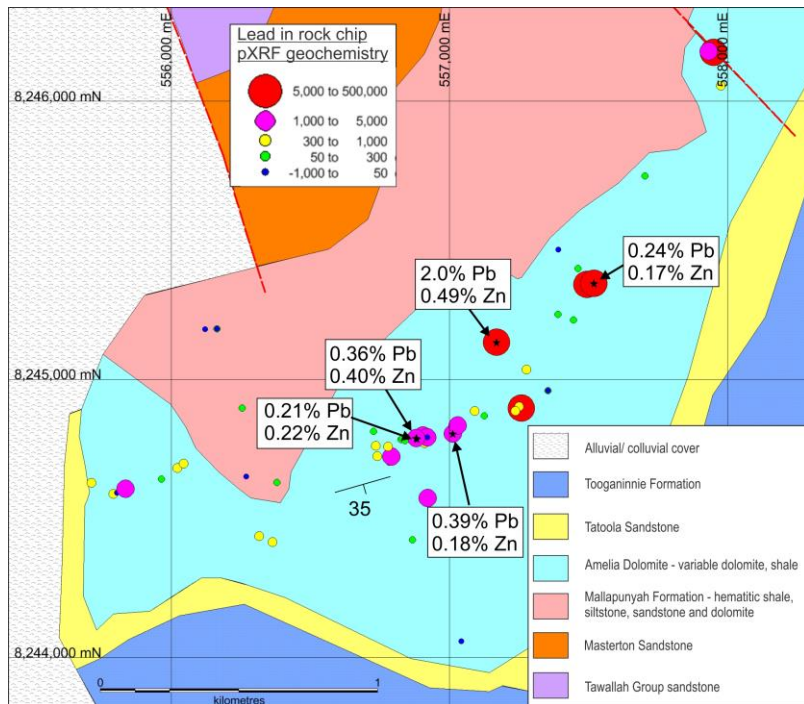 556,000 mE
557,000 mE
558,000 mE
Lead in rock chip
pXRF geochemistry
5,000 to 500,000
1,000 to 5,000
300 to 1,000
50 to 300
-1,000 to 50
8,246,000 mN
0.24% Pb
0.17% Zn
2.0% Pb
0.49% Zn
0.36% Pb
0.40% Zn
8,245,000 mN
0.21% Pb
0.22% Zn
35
0.39% Pb
0.18% Zn
Alluvial/ colluvial cover
Tooganinnie Formation
Tatoola Sandstone
Amelia Dolomite - variable dolomite, shale
Mallapunyah Formation - hematitic shale,
siltstone, sandstone and dolomite
Masterton Sandstone
Tawallah Group sandstone
8,244,000 mN
0 1
kilometres